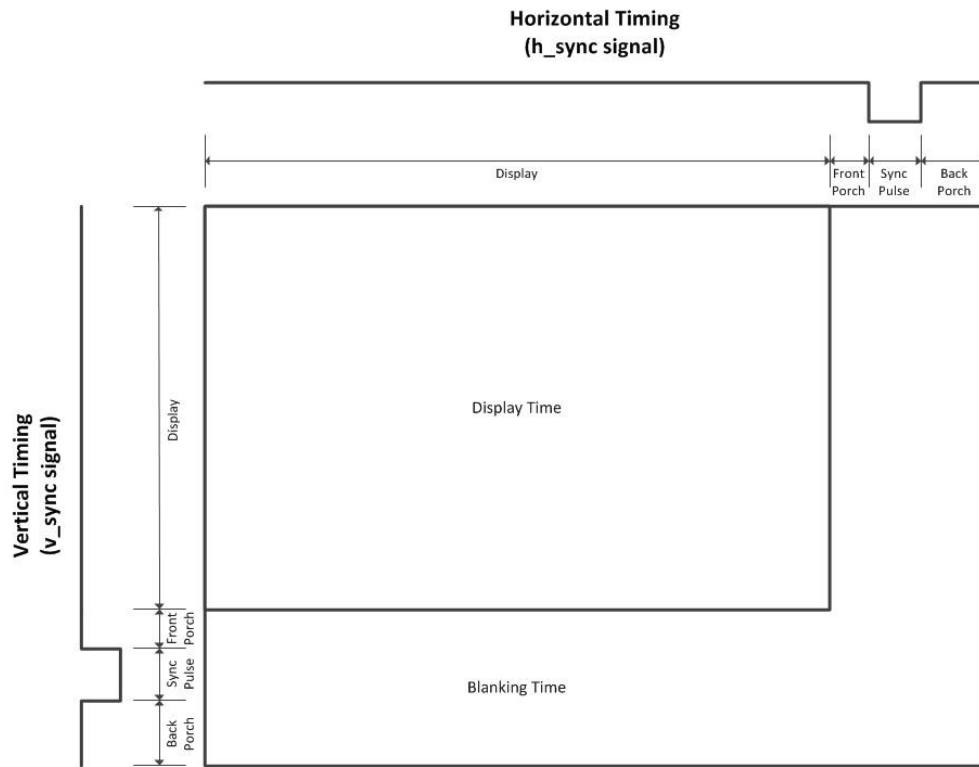 Horizontal Timing
(h_sync signal)
Display
Front
Porch
Sync
Pulse
Back
Porch
Vertical Timing
(v_sync signal)
Display
Display Time
Front
Porch
Sync
Pulse
Blanking Time
Back
Porch